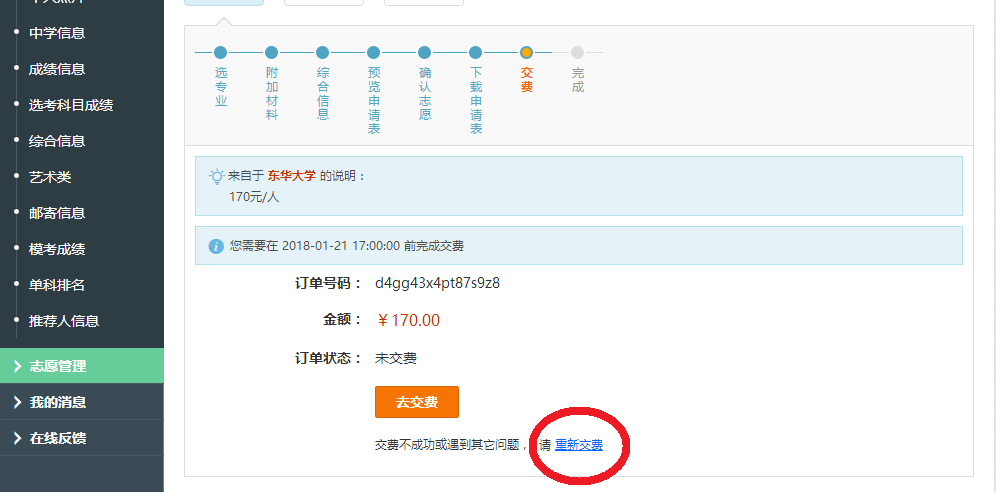 中学信息
成绩信息
选考科目成绩
综合信息
艺术类
邮寄信息
模考成绩
单科排名
推荐人信息
志愿管理
我的消息
在线反馈
选专业
附加材料
综合信息
预览申请表
确认志愿
下载申请表
交费
完成
来自于 东华大学 的说明：
170元/人
您需要在 2018-01-21 17:00:00 前完成交费
订单号码： d4gg43x4pt87s9z8
金额： ￥170.00
订单状态： 未交费
去交费
交费不成功或遇到其它问题， 请 重新交费